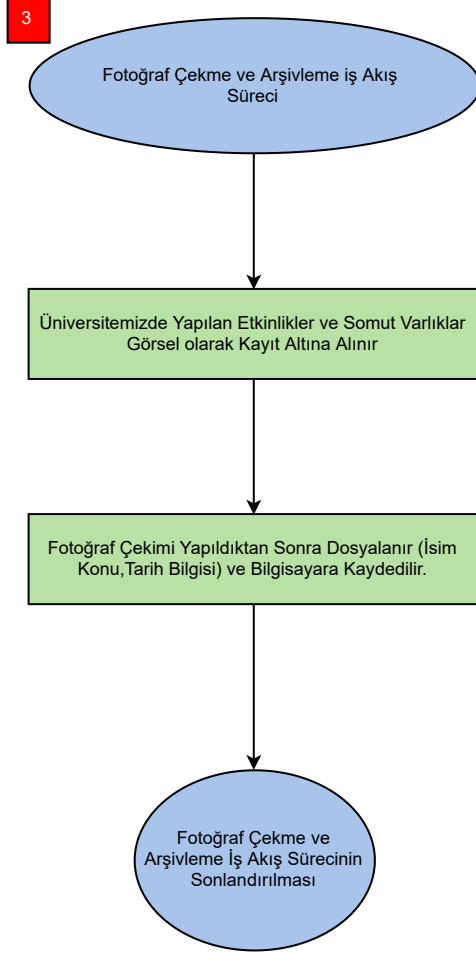 3
Fotoğraf Çekme ve Arşivleme iş Akış
Süreci
Üniversitemizde Yapılan Etkinlikler ve Somut Varlıklar
Görsel olarak Kayıt Altına Alınır
Fotoğraf Çekimi Yapıldıktan Sonra Dosyalanır (İsim
Konu,Tarih Bilgisi) ve Bilgisayara Kaydedilir.
Fotoğraf Çekme ve
Arşivleme İş Akış Sürecinin
Sonlandırılması